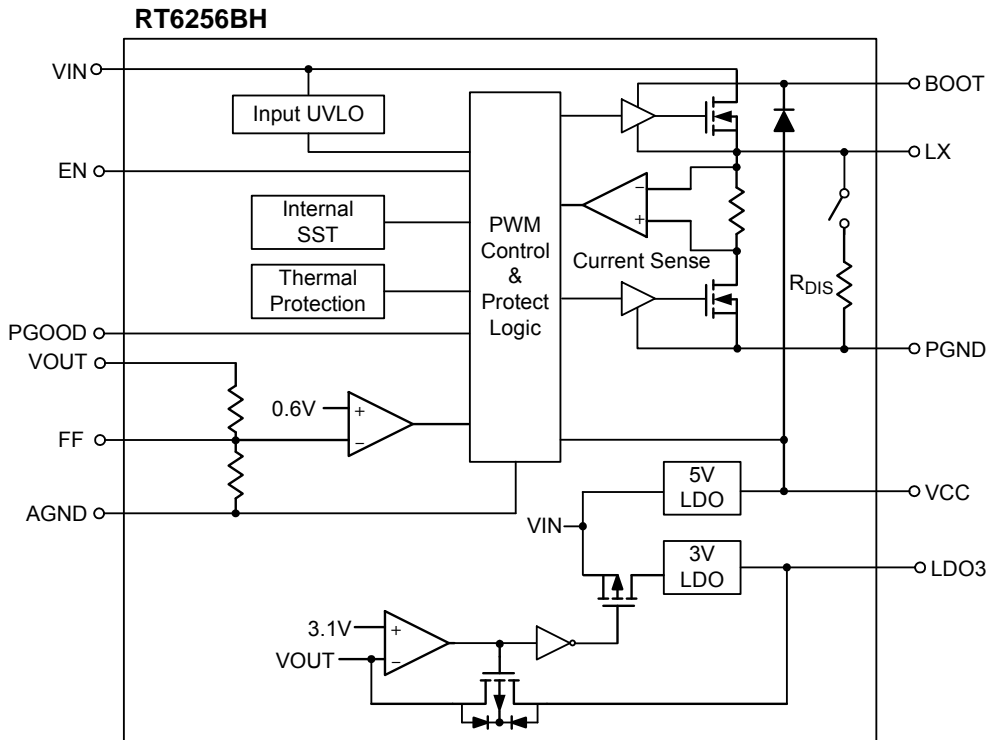 RT6256BH
VIN
BOOT
Input UVLO
LX
EN
Internal
SST
PWM
Control
&
Protect
Logic
−
+
Current Sense
RDIS
Thermal
Protection
PGOOD
PGND
VOUT
0.6V
+
−
FF
5V
LDO
VCC
AGND
VIN
3V
LDO
LDO3
3.1V
+
VOUT
−